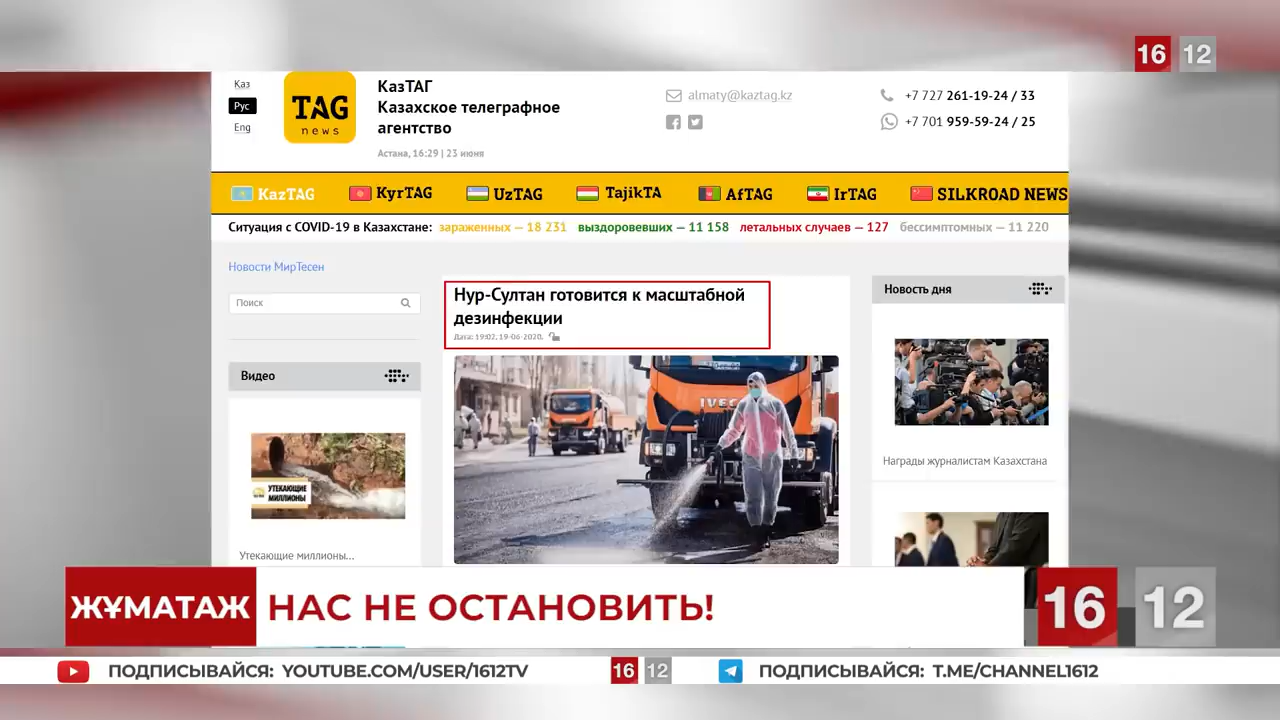 16 12
Қаз
Рус
Eng
TAG
news
КазТАГ
Казахское телеграфное
агентство
Астана, 16:29 | 23 июня
almaty@kaztag.kz
+7 727 261-19-24 / 33
+7 701 959-59-24 / 25
KazTAG KyrTAG UzTAG TajikTA AfTAG IrTAG SILKROAD NEWS
Ситуация с COVID-19 в Казахстане: зараженных — 18 231 выздоровевших — 11 158 летальных случаев — 127 бессимптомных — 11 220
Новости МирТесен
Поиск
Видео
УТЕКАЮЩИЕ
МИЛЛИОНЫ
Утекающие миллионы...
Нур-Султан готовится к масштабной
дезинфекции
Дата: 19:02, 19-06-2020.
IVECO
Новость дня
Награды журналистам Казахстана
ЖҰМАТАЖ НАС НЕ ОСТАНОВИТЬ! 16 12
ПОДПИСЫВАЙСЯ: YOUTUBE.COM/USER/1612TV 16 12 ПОДПИСЫВАЙСЯ: T.ME/CHANNEL1612